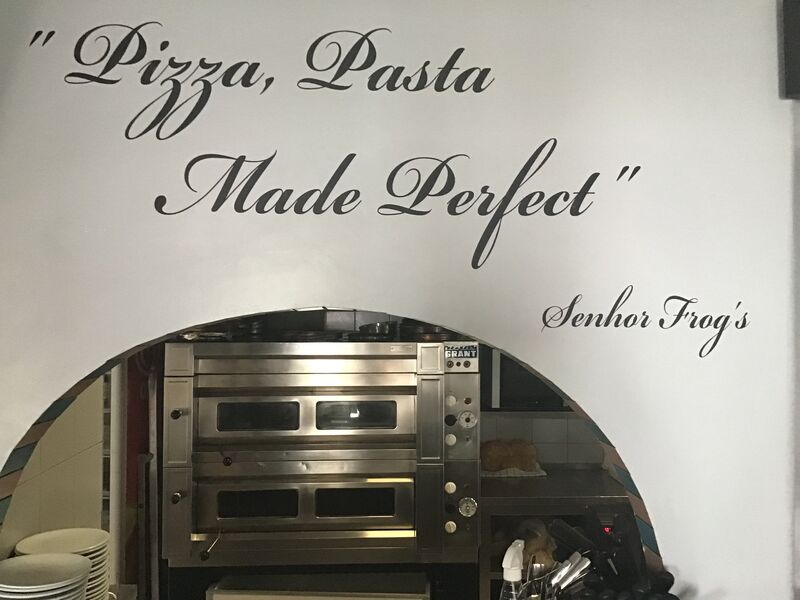 "Pizza, Pasta
Made Perfect"
Senhor Frog's
GRANT